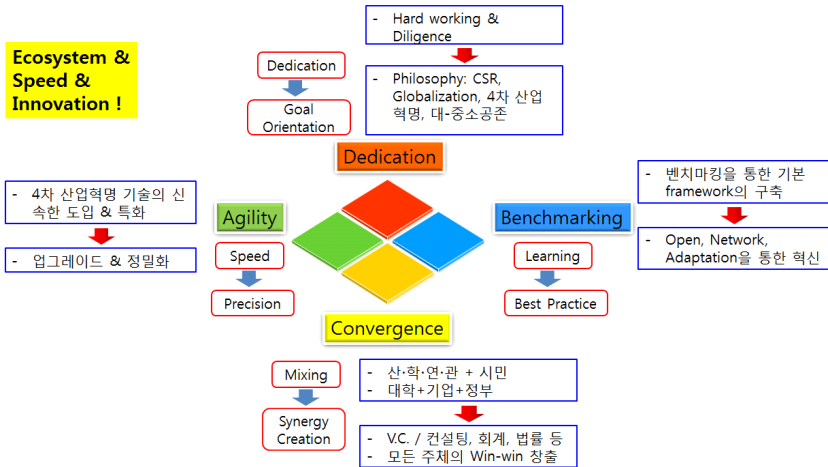 Ecosystem &
Speed &
Innovation !
- Hard working &
Diligence
Dedication
Goal
Orientation
- Philosophy: CSR,
Globalization, 4차 산업
혁명, 대-중소공존
Dedication
- 4차 산업혁명 기술의 신
속한 도입 & 특화
- 업그레이드 & 정밀화
Agility
Speed
Precision
Benchmarking
Learning
Best Practice
- 벤치마킹을 통한 기본
framework의 구축
- Open, Network,
Adaptation을 통한 혁신
Convergence
Mixing
Synergy
Creation
- 산·학·연·관 + 시민
- 대학+기업+정부
- V.C. / 컨설팅, 회계, 법률 등
- 모든 주체의 Win-win 창출